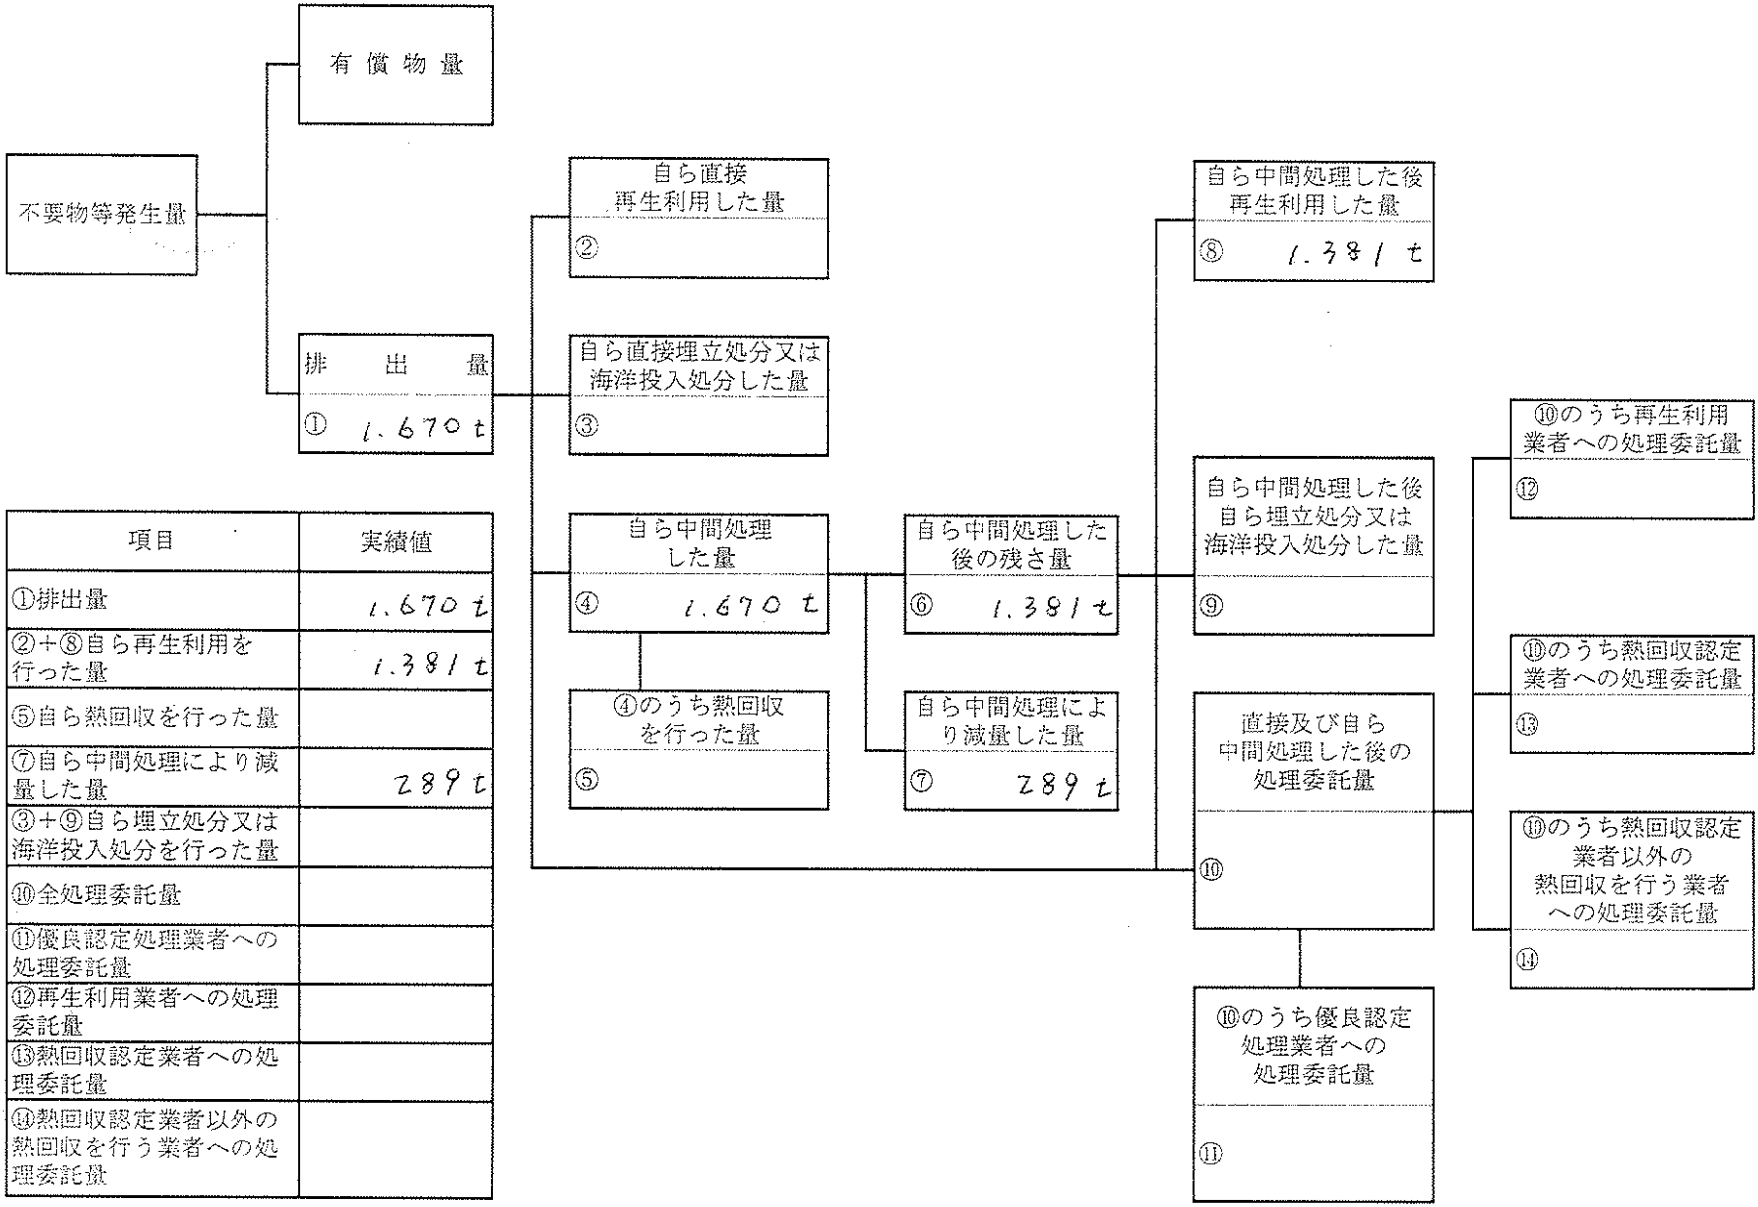 有償物量
不要物等発生量
排出量
① 1.670 t
自ら直接
再生利用した量
②
自ら直接埋立処分又は
海洋投入処分した量
③
自ら中間処理
した量
④ 1.670 t
④のうち熱回収
を行った量
⑤
自ら中間処理した
後の残さ量
⑥ 1.381 t
自ら中間処理によ
り減量した量
⑦ 289 t
自ら中間処理した後
再生利用した量
⑧ 1.381 t
自ら中間処理した後
自ら埋立処分又は
海洋投入処分した量
⑨
直接及び自ら
中間処理した後の
処理委託量
⑩
⑩のうち優良認定
処理業者への
処理委託量
⑪
⑩のうち再生利用
業者への処理委託量
⑫
⑩のうち熱回収認定
業者への処理委託量
⑬
⑩のうち熱回収認定
業者以外の
熱回収を行う業者
への処理委託量
⑭
項目 実績値
①排出量 1.670 t
②+⑧自ら再生利用を
行った量 1.381 t
⑤自ら熱回収を行った量
⑦自ら中間処理により減
量した量 289 t
③+⑨自ら埋立処分又は
海洋投入処分を行った量
⑩全処理委託量
⑪優良認定処理業者への
処理委託量
⑫再生利用業者への処理
委託量
⑬熱回収認定業者への処
理委託量
⑭熱回収認定業者以外の
熱回収を行う業者への処
理委託量